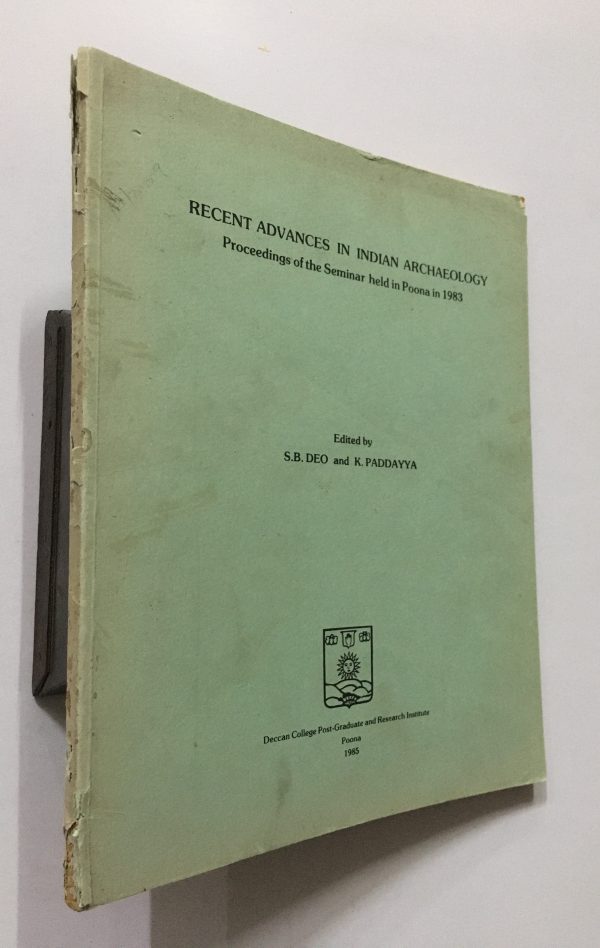 RECENT ADVANCES IN INDIAN ARCHAEOLOGY
Proceedings of the Seminar held in Poona in 1983
Edited by
S.B. DEO and K. PADDAYYA
Deccan College Post-Graduate and Research Institute
Poona
1985